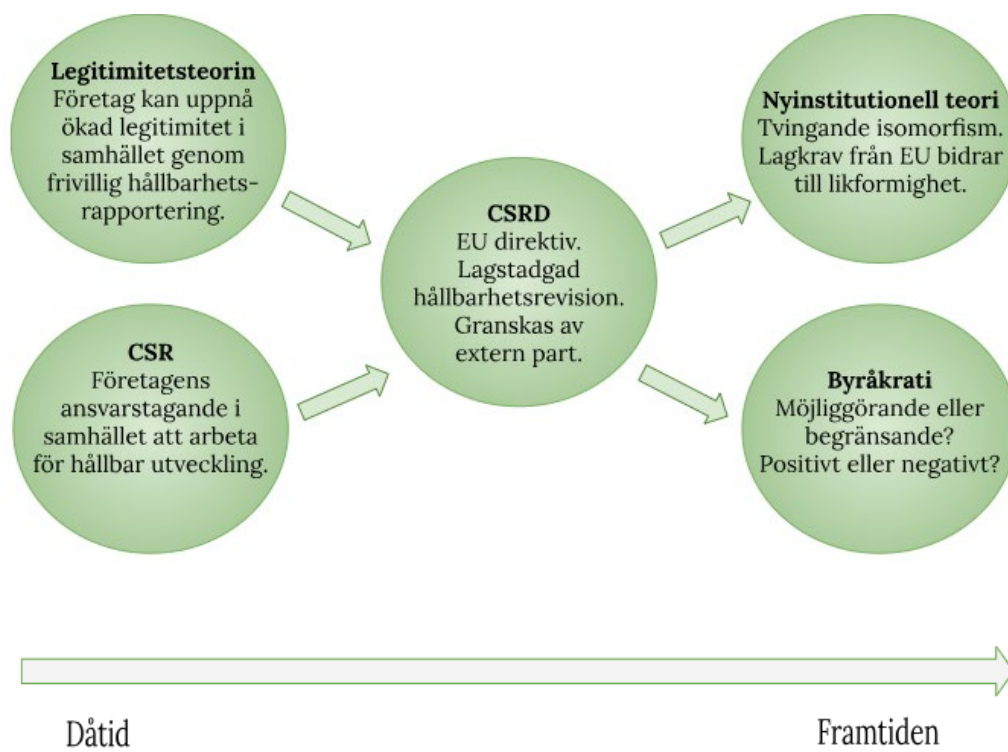 Legitimitetsteorin
Företag kan uppnå
ökad legitimitet i
samhället genom
frivillig hållbarhets-
rapportering.
CSR
Företagens
ansvarstagande i
samhället att arbeta
för hållbar utveckling.
CSRD
EU direktiv.
Lagstadgad
hållbarhetsrevision.
Granskas av
extern part.
Nyinstitutionell teori
Tvingande isomorfism.
Lagkrav från EU bidrar
till likformighet.
Byråkrati
Möjliggörande eller
begränsande?
Positivt eller negativt?
Dåtid
Framtiden